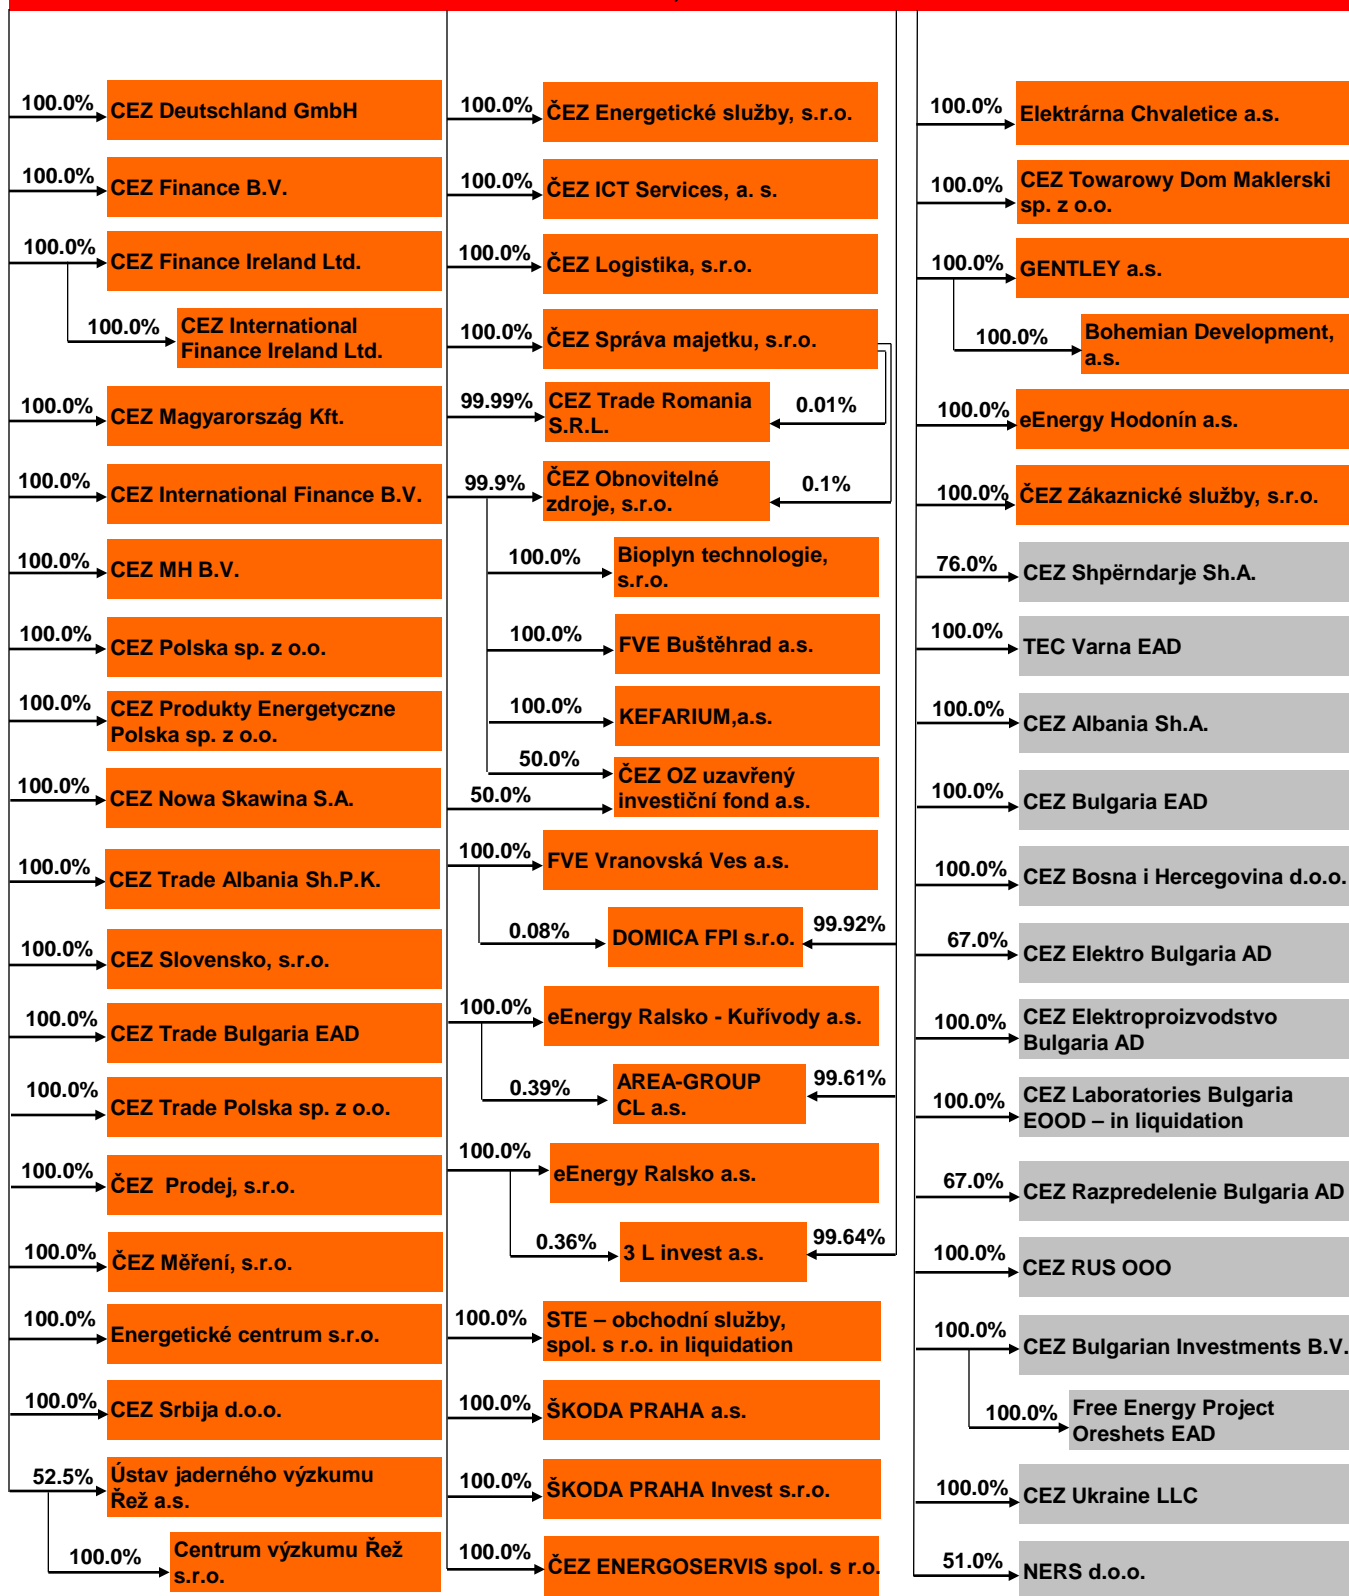 100.0%
CEZ Deutschland GmbH
100.0%
CEZ Finance B.V.
100.0%
CEZ Finance Ireland Ltd.
100.0%
CEZ International
Finance Ireland Ltd.
100.0%
CEZ Magyarország Kft.
100.0%
CEZ International Finance B.V.
100.0%
CEZ MH B.V.
100.0%
CEZ Polska sp. z o.o.
100.0%
CEZ Produkty Energetyczne
Polska sp. z o.o.
100.0%
CEZ Nowa Skawina S.A.
100.0%
CEZ Trade Albania Sh.P.K.
100.0%
CEZ Slovensko, s.r.o.
100.0%
CEZ Trade Bulgaria EAD
100.0%
CEZ Trade Polska sp. z o.o.
100.0%
ČEZ Prodej, s.r.o.
100.0%
ČEZ Měření, s.r.o.
100.0%
Energetické centrum s.r.o.
100.0%
CEZ Srbija d.o.o.
52.5%
Ústav jaderného výzkumu
Řež a.s.
100.0%
Centrum výzkumu Řež
s.r.o.
100.0%
ČEZ Energetické služby, s.r.o.
100.0%
ČEZ ICT Services, a. s.
100.0%
ČEZ Logistika, s.r.o.
100.0%
ČEZ Správa majetku, s.r.o.
99.99%
CEZ Trade Romania
S.R.L.
0.01%
99.9%
ČEZ Obnovitelné
zdroje, s.r.o.
0.1%
100.0%
Bioplyn technologie,
s.r.o.
100.0%
FVE Buštěhrad a.s.
100.0%
KEFARIUM,a.s.
50.0%
50.0%
ČEZ OZ uzavřený
investiční fond a.s.
100.0%
FVE Vranovská Ves a.s.
0.08%
DOMICA FPI s.r.o.
99.92%
100.0%
eEnergy Ralsko - Kuřívody a.s.
0.39%
AREA-GROUP
CL a.s.
99.61%
100.0%
eEnergy Ralsko a.s.
0.36%
3 L invest a.s.
99.64%
100.0%
STE – obchodní služby,
spol. s r.o. in liquidation
100.0%
ŠKODA PRAHA a.s.
100.0%
ŠKODA PRAHA Invest s.r.o.
100.0%
ČEZ ENERGOSERVIS spol. s r.o.
100.0%
Elektrárna Chvaletice a.s.
100.0%
CEZ Towarowy Dom Maklerski
sp. z o.o.
100.0%
GENTLEY a.s.
100.0%
Bohemian Development,
a.s.
100.0%
eEnergy Hodonín a.s.
100.0%
ČEZ Zákaznické služby, s.r.o.
76.0%
CEZ Shpërndarje Sh.A.
100.0%
TEC Varna EAD
100.0%
CEZ Albania Sh.A.
100.0%
CEZ Bulgaria EAD
100.0%
CEZ Bosna i Hercegovina d.o.o.
67.0%
CEZ Elektro Bulgaria AD
100.0%
CEZ Elektroproizvodstvo
Bulgaria AD
100.0%
CEZ Laboratories Bulgaria
EOOD – in liquidation
67.0%
CEZ Razpredelenie Bulgaria AD
100.0%
CEZ RUS OOO
100.0%
CEZ Bulgarian Investments B.V.
100.0%
Free Energy Project
Oreshets EAD
100.0%
CEZ Ukraine LLC
51.0%
NERS d.o.o.